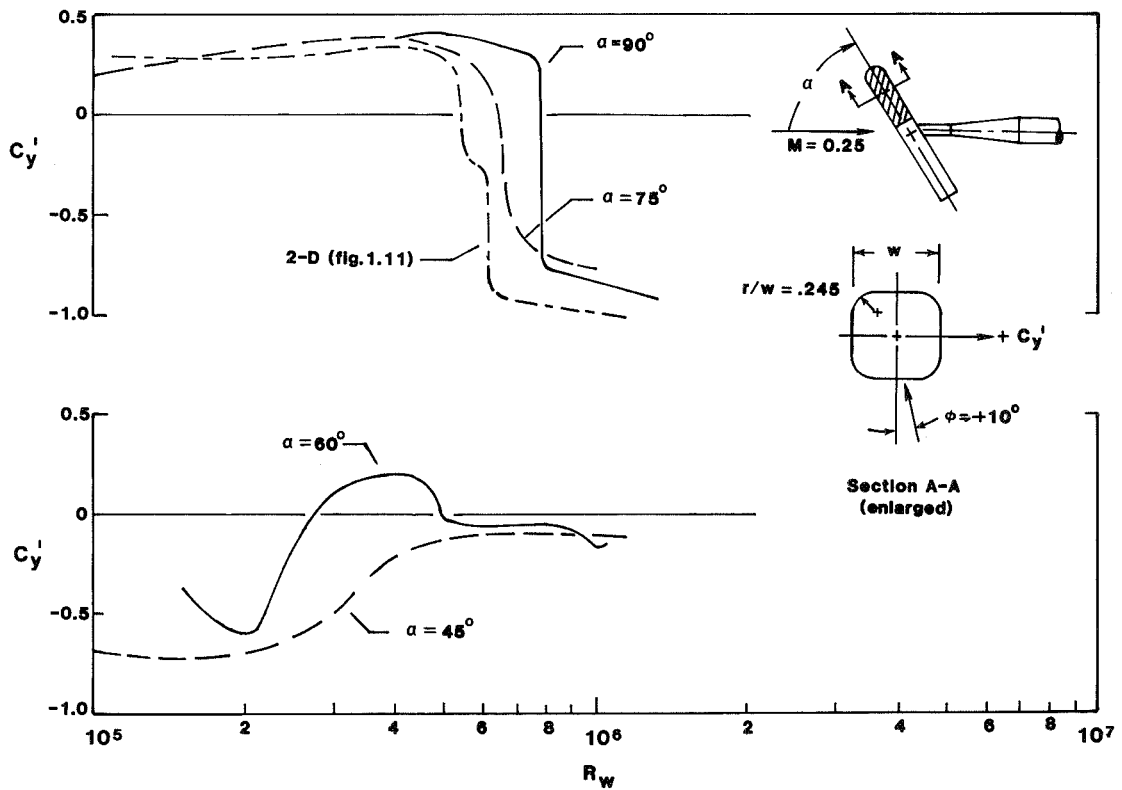 0.5
0
-0.5
-1.0
C_y'
α=90°
α=75°
2-D (fig.1.11)
A
A
α
M = 0.25
w
r/w = .245
+ C_y'
φ=+10°
Section A-A
(enlarged)
0.5
0
-0.5
-1.0
C_y'
α=60°
α=45°
10^5
2
4
6
8
10^6
2
4
6
8
10^7
R_w